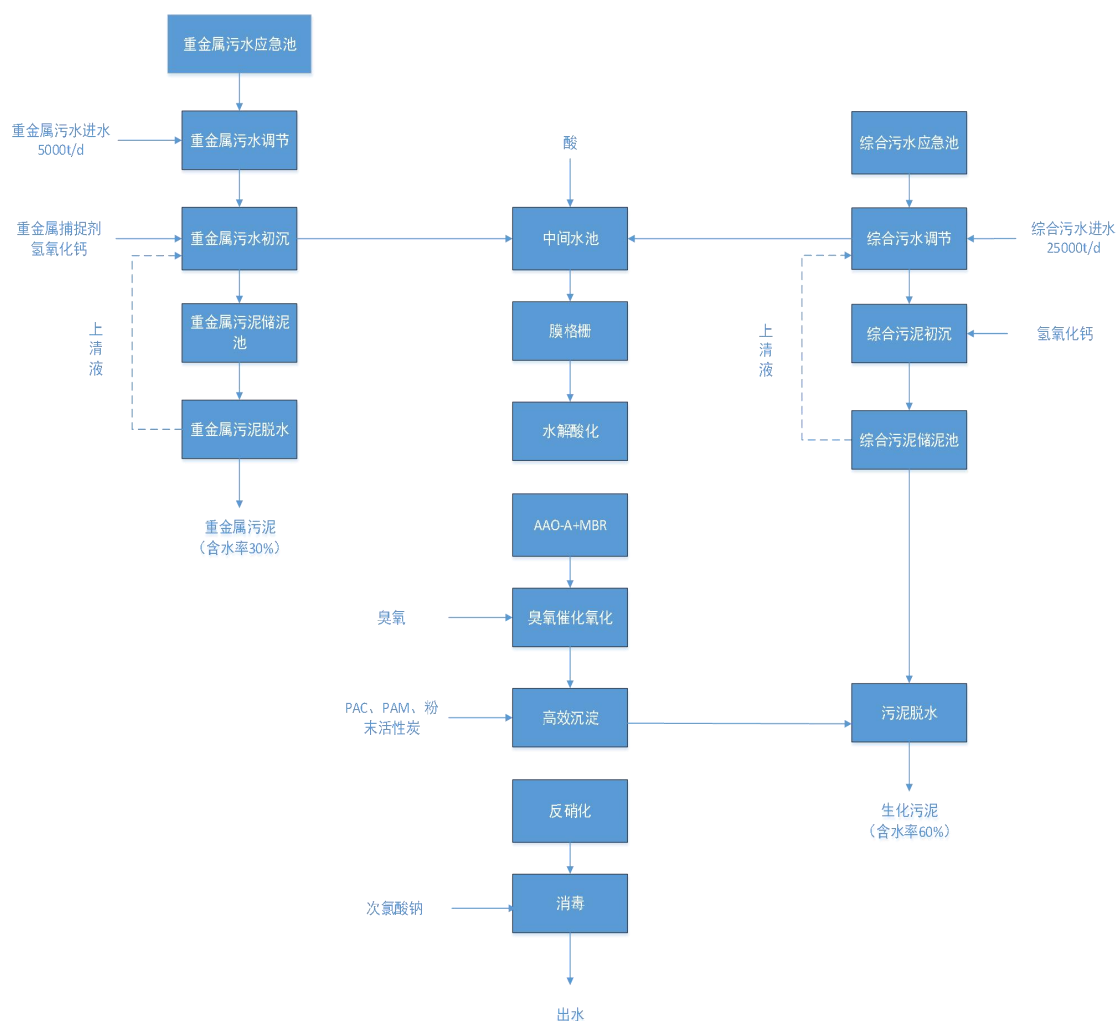 重金属污水应急池
重金属污水进水
5000t/d
重金属污水调节
酸
综合污水应急池
重金属捕捉剂
氢氧化钙
重金属污水初沉
中间水池
综合污水调节
综合污水进水
25000t/d
上
清
液
重金属污泥储泥
池
膜格栅
上
清
液
综合污泥初沉
氢氧化钙
重金属污泥脱水
水解酸化
综合污泥储泥池
重金属污泥
（含水率30%）
AAO-A+MBR
臭氧
臭氧催化氧化
PAC、PAM、粉
末活性炭
高效沉淀
污泥脱水
反硝化
生化污泥
（含水率60%）
次氯酸钠
消毒
出水